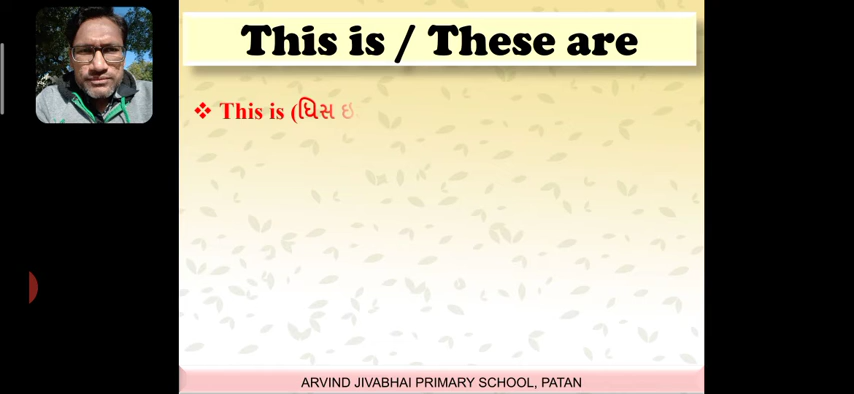 This is / These are
❖ This is (ધિસ ઇ
ARVIND JIVABHAI PRIMARY SCHOOL, PATAN